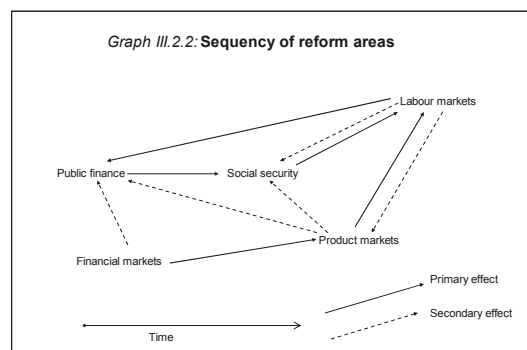 Graph III.2.2: Sequency of reform areas
Labour markets
Public finance
Social security
Product markets
Financial markets
Primary effect
Secondary effect
Time